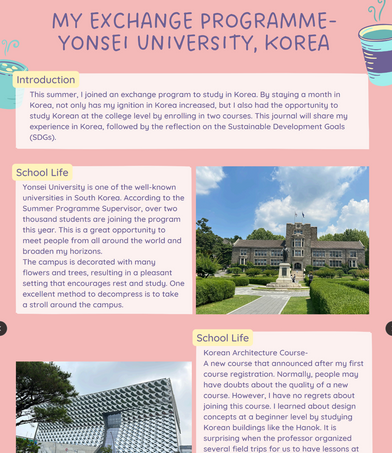 MY EXCHANGE PROGRAMME-
YONSEI UNIVERSITY, KOREA
Introduction
This summer, I joined an exchange program to study in Korea. By staying a month in
Korea, not only has my ignition in Korea increased, but I also had the opportunity to
study Korean at the college level by enrolling in two courses. This journal will share my
experience in Korea, followed by the reflection on the Sustainable Development Goals
(SDGs).
School Life
Yonsei University is one of the well-known
universities in South Korea. According to the
Summer Programme Supervisor, over two
thousand students are joining the program
this year. This is a great opportunity to
meet people from all around the world and
broaden my horizons.
The campus is decorated with many
flowers and trees, resulting in a pleasant
setting that encourages rest and study. One
excellent method to decompress is to take
a stroll around the campus.
School Life
Korean Architecture Course-
A new course that announced after my first
course registration. Normally, people may
have doubts about the quality of a new
course. However, I have no regrets about
joining this course. I learned about design
concepts at a beginner level by studying
Korean buildings like the Hanok. It is
surprising when the professor organized
several field trips for us to have lessons at